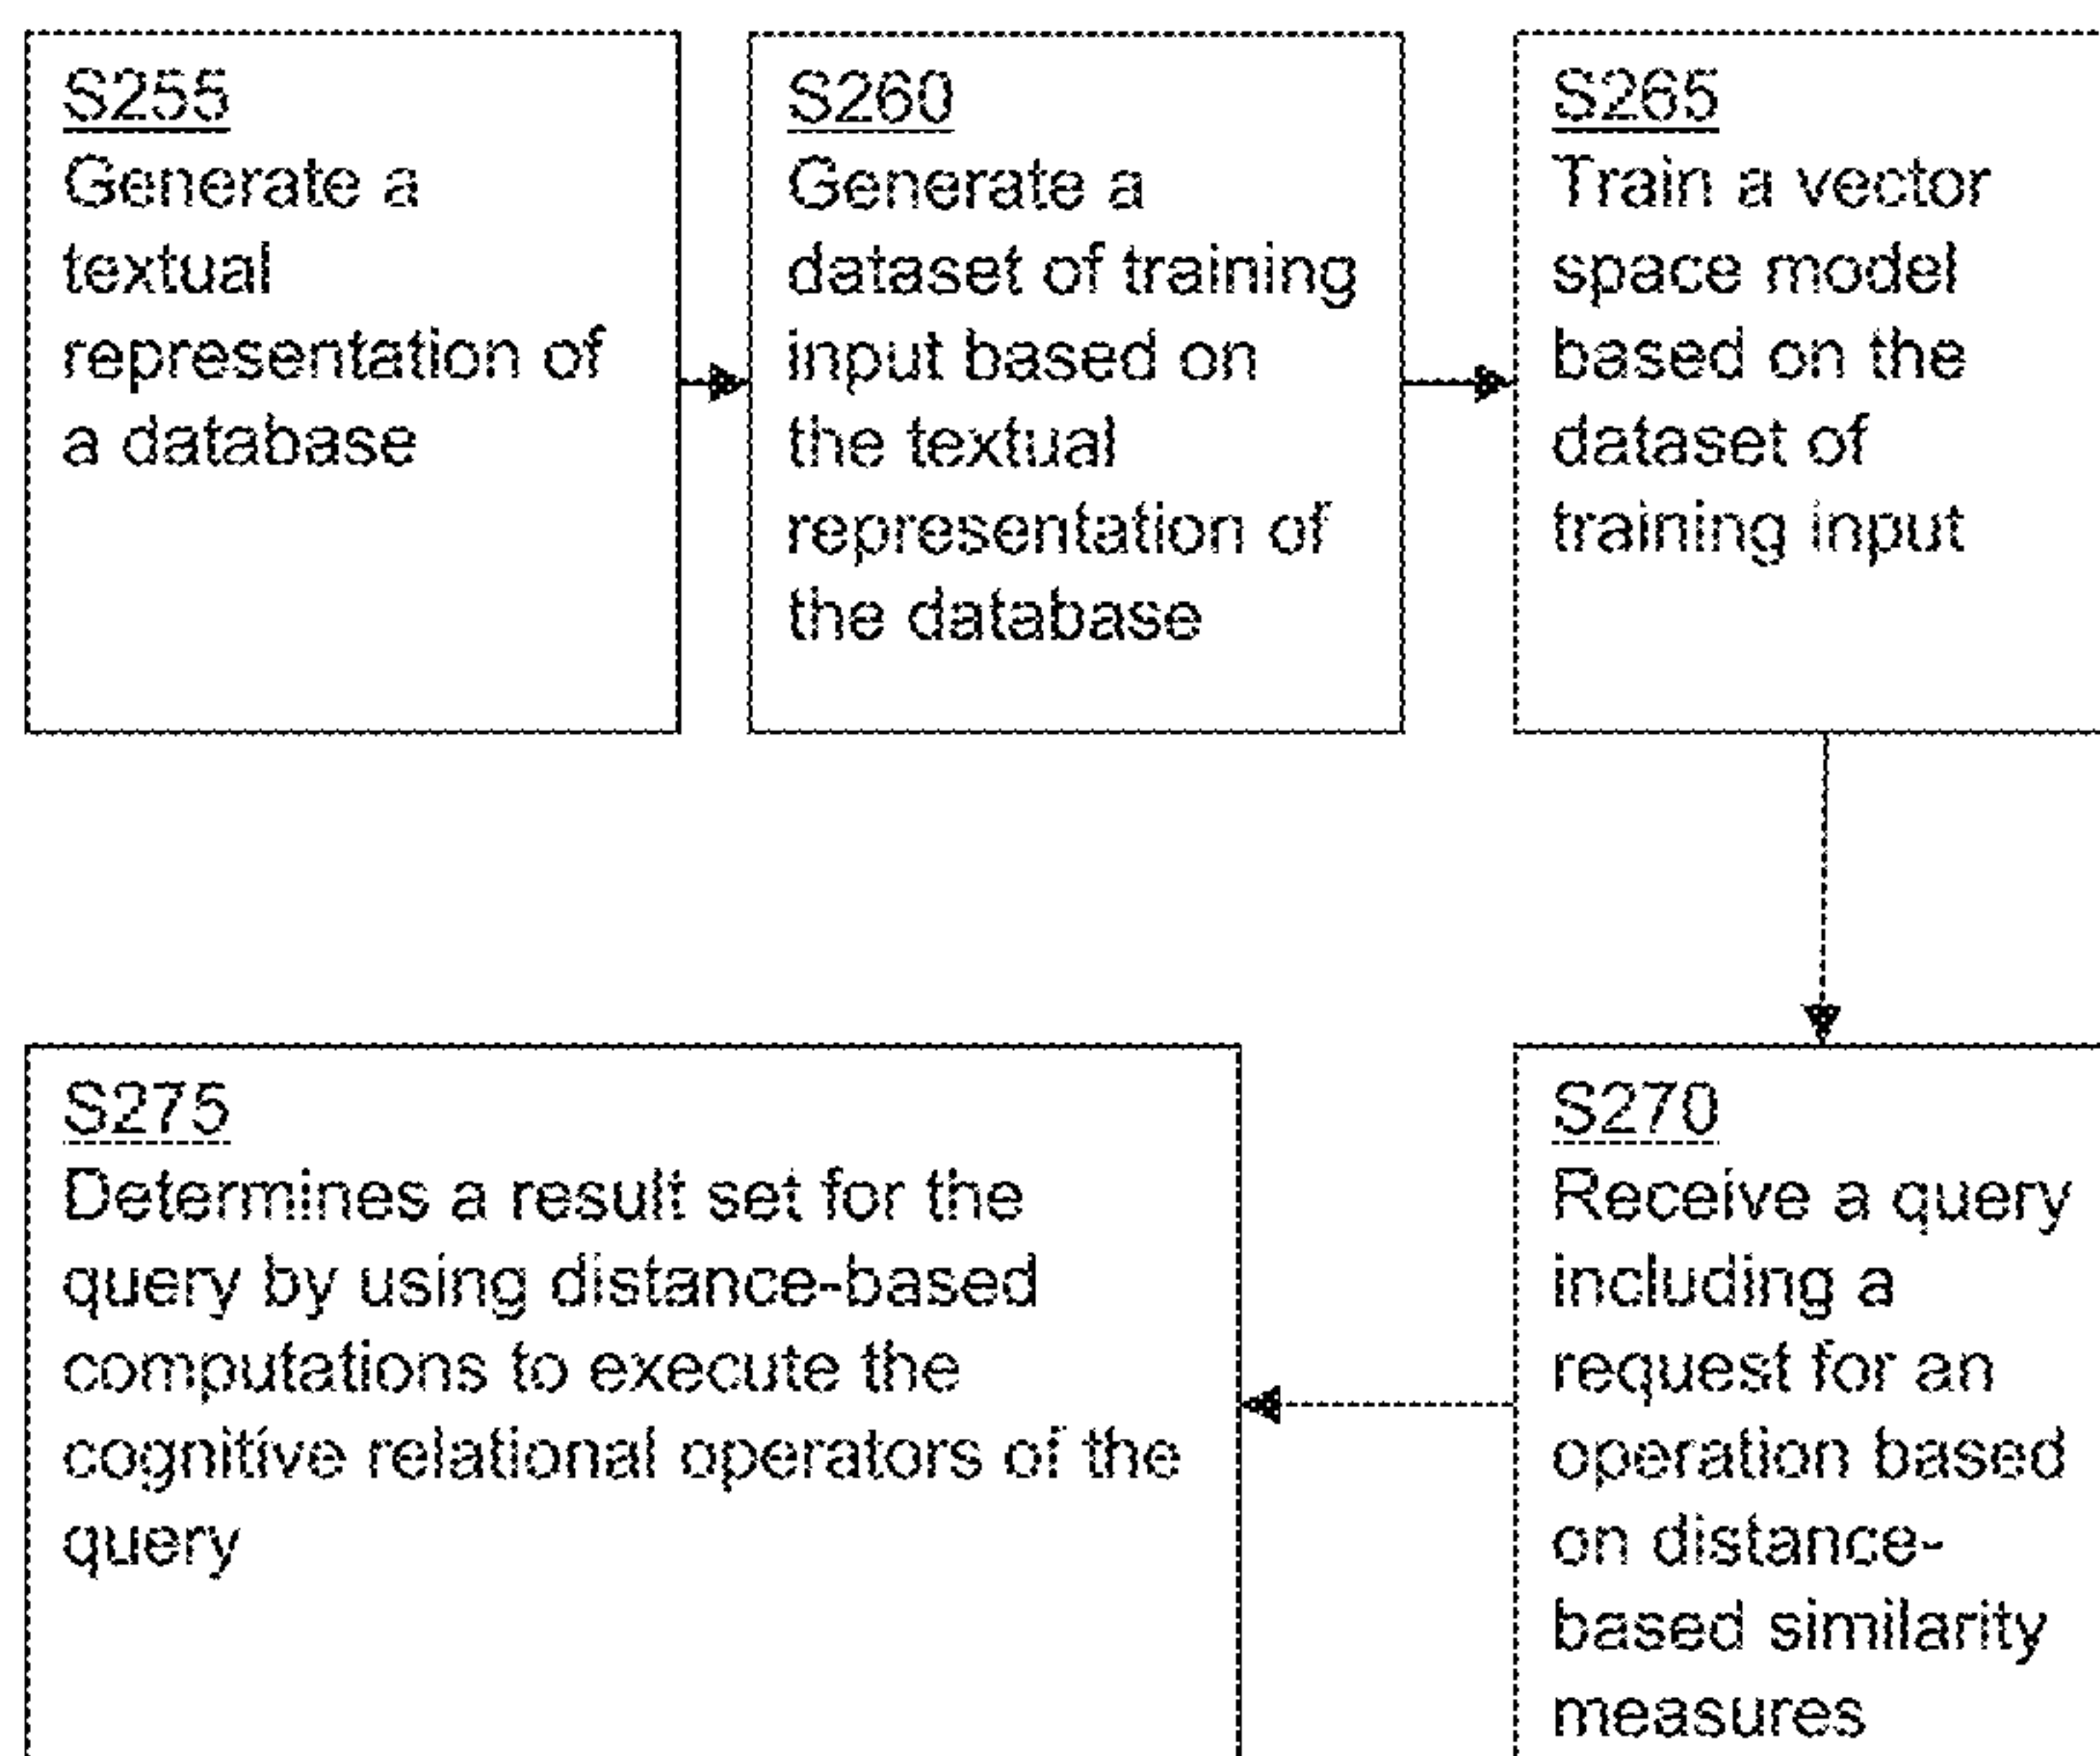 S255
Generate a
textual
representation of
a database
S260
Generate a
dataset of training
input based on
the textual
representation of
the database
S265
Train a vector
space model
based on the
dataset of
training input
S270
Receive a query
including a
request for an
operation based
on distance-
based similarity
measures
S275
Determines a result set for the
query by using distance-based
computations to execute the
cognitive relational operators of the
query